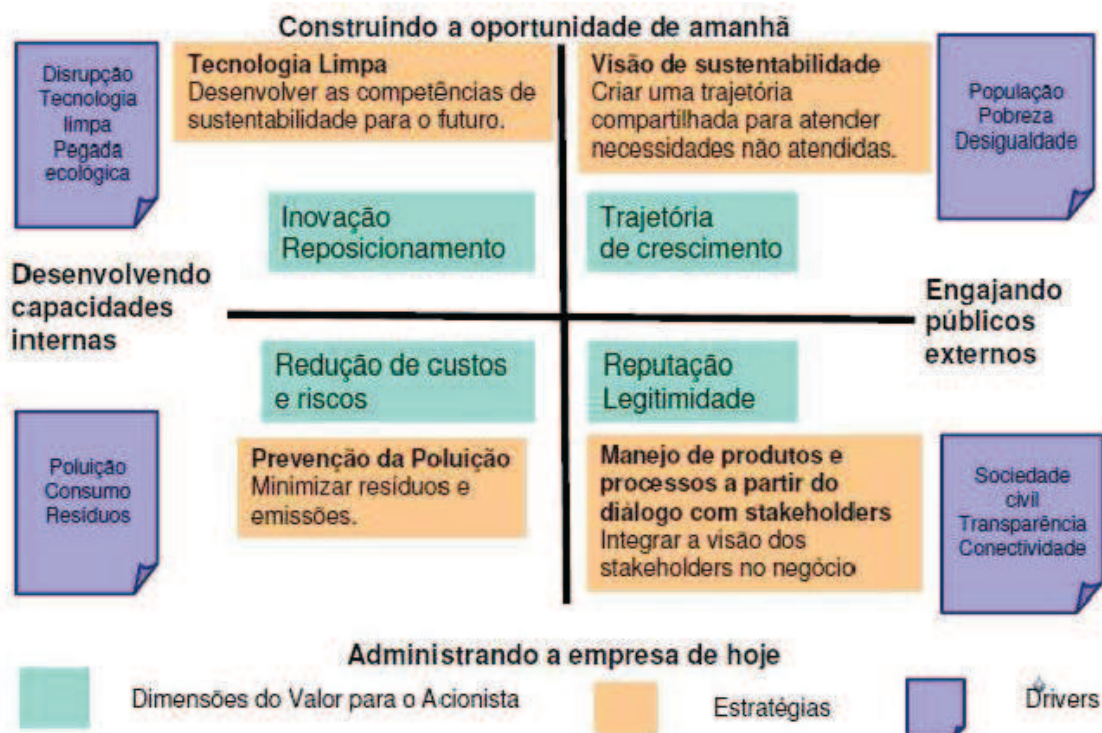 Construindo a oportunidade de amanhã
Disrupção
Tecnologia
limpa
Pegada
ecológica
Tecnologia Limpa
Desenvolver as competências de
sustentabilidade para o futuro.
Visão de sustentabilidade
Criar uma trajetória
compartilhada para atender
necessidades não atendidas.
População
Pobreza
Desigualdade
Inovação
Reposicionamento
Trajetória
de crescimento
Desenvolvendo
capacidades
internas
Engajando
públicos
externos
Redução de custos
e riscos
Reputação
Legitimidade
Poluição
Consumo
Resíduos
Prevenção da Poluição
Minimizar resíduos e
emissões.
Manejo de produtos e
processos a partir do
diálogo com stakeholders
Integrar a visão dos
stakeholders no negócio
Sociedade
civil
Transparência
Conectividade
Administrando a empresa de hoje
Dimensões do Valor para o Acionista
Estratégias
Drivers